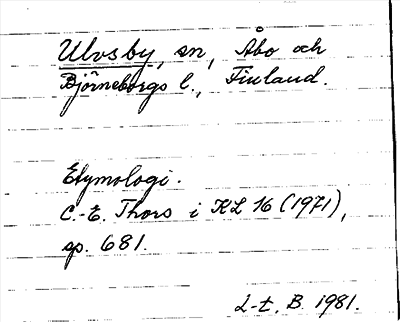 Ulvsby, sn, Åbo och
Björneborgs l., Finland.
Etymologi.
C.-E. Thors i KL 16 (1971),
sp. 681.
L-t. B. 1981.